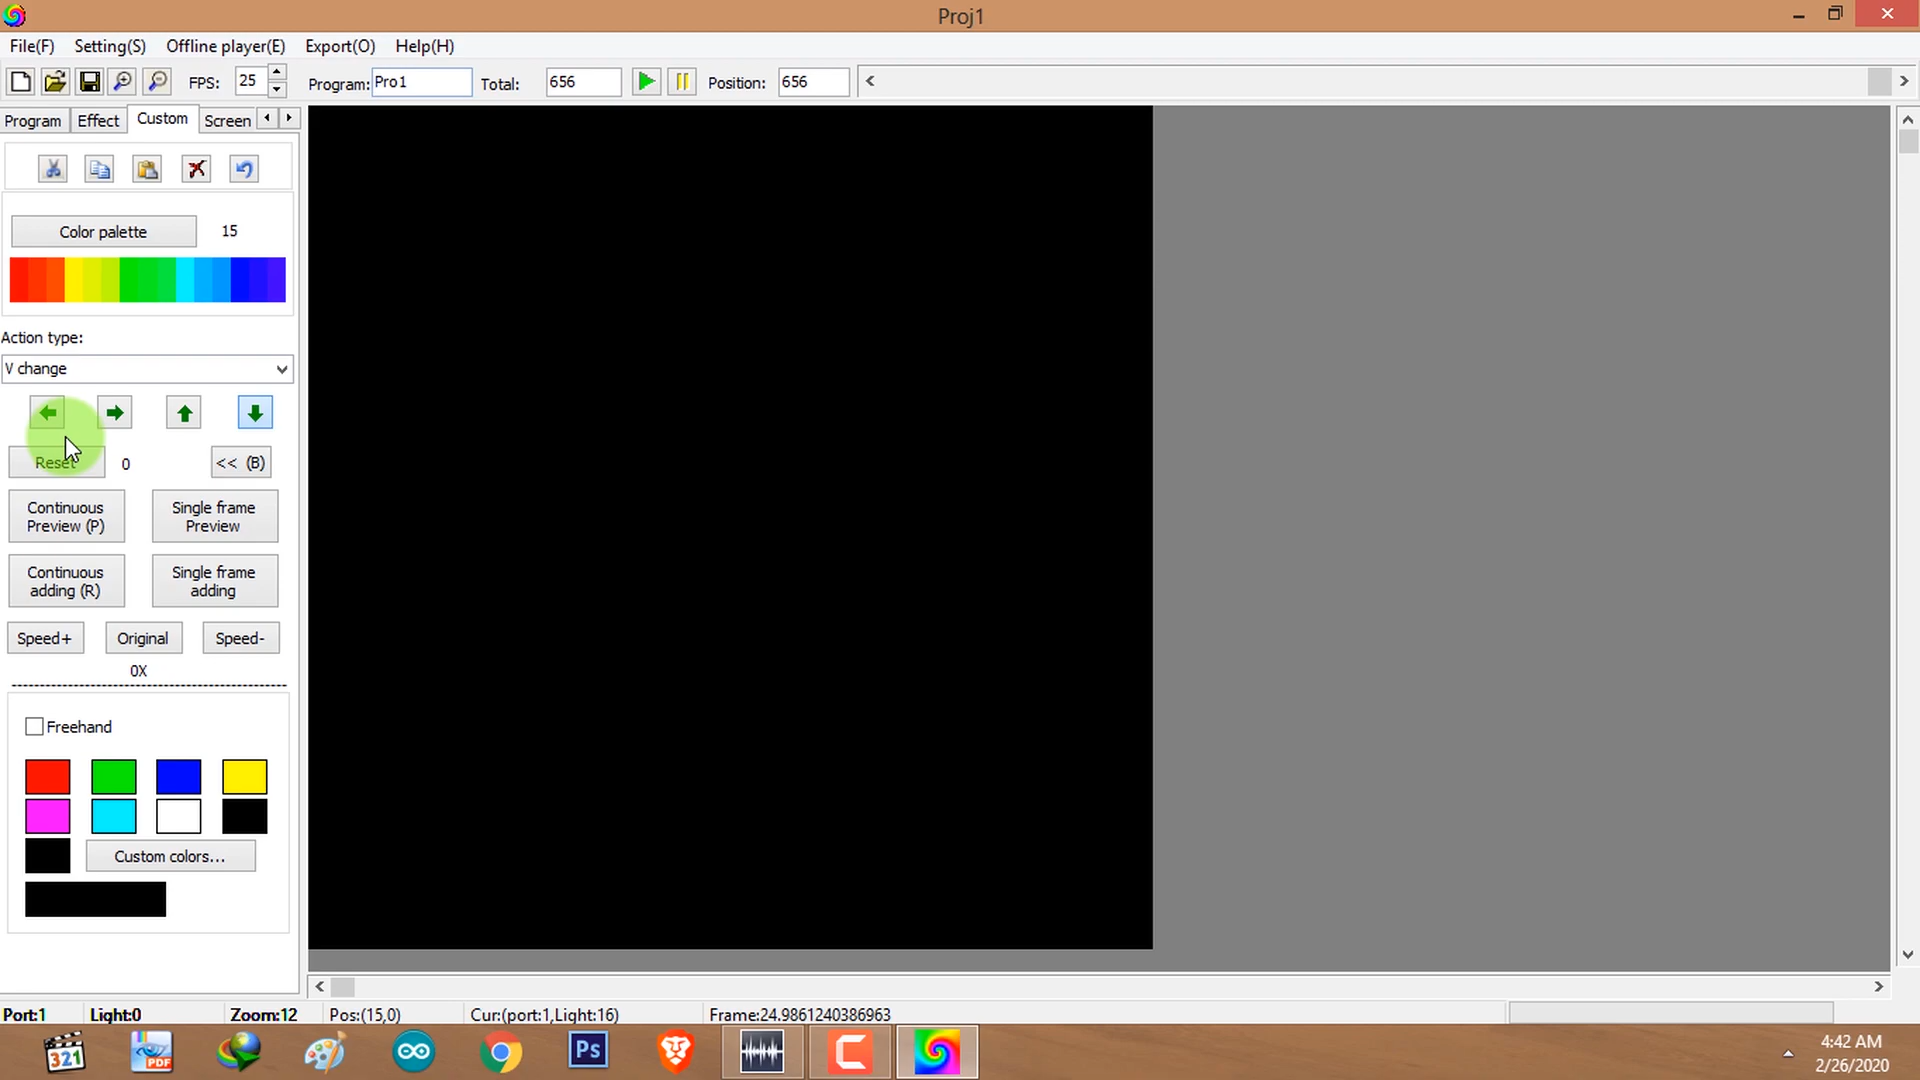 Proj1
File(F) Setting(S) Offline player(E) Export(O) Help(H)
FPS: 25 Program: Pro1 Total: 656 Position: 656
Program Effect Custom Screen
Color palette 15
Action type:
V change
Reset 0 << (B)
Continuous Preview (P)
Single frame Preview
Continuous adding (R)
Single frame adding
Speed+ Original Speed-
0X
Freehand
Custom colors...
Port:1 Light:0 Zoom:12 Pos:(15,0) Cur:(port:1,Light:16) Frame:24.9861240386963
321
PDF
Ps
4:42 AM
2/26/2020